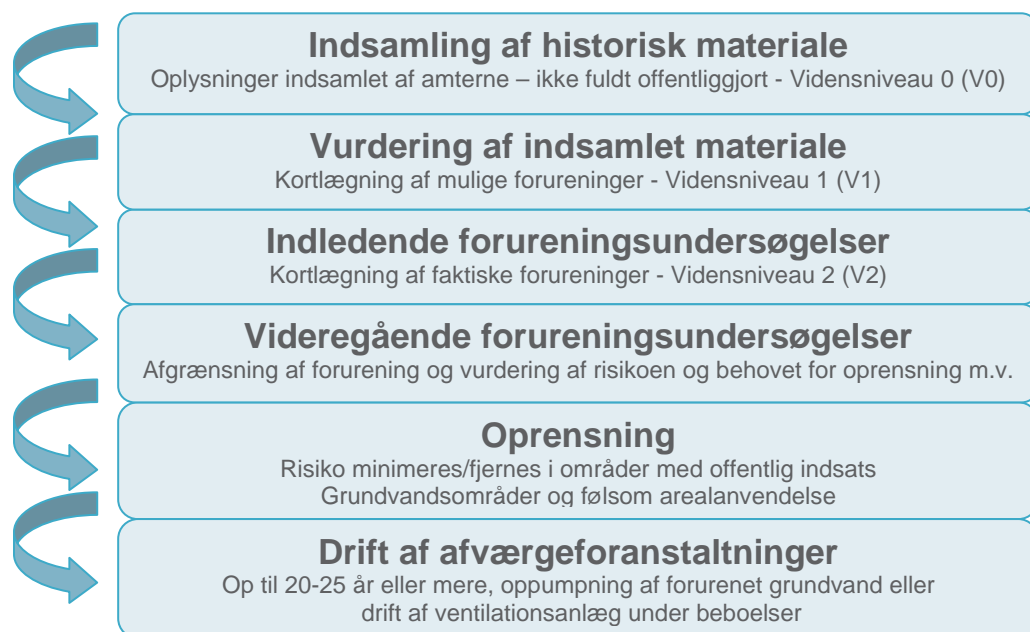 Indsamling af historisk materiale
Oplysninger indsamlet af amterne – ikke fuldt offentliggjort - Vidensniveau 0 (V0)
Vurdering af indsamlet materiale
Kortlægning af mulige forureninger - Vidensniveau 1 (V1)
Indledende forureningsundersøgelser
Kortlægning af faktiske forureninger - Vidensniveau 2 (V2)
Videregående forureningsundersøgelser
Afgrænsning af forurening og vurdering af risikoen og behovet for oprensning m.v.
Oprensning
Risiko minimeres/fjernes i områder med offentlig indsats
Grundvandsområder og følsom arealanvendelse
Drift af afværgeforanstaltninger
Op til 20-25 år eller mere, oppumpning af forurenet grundvand eller
drift af ventilationsanlæg under beboelser